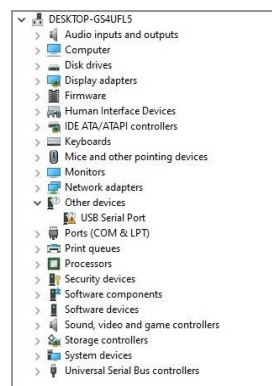 DESKTOP-GS4UFL5
Audio inputs and outputs
Computer
Disk drives
Display adapters
Firmware
Human Interface Devices
IDE ATA/ATAPI controllers
Keyboards
Mice and other pointing devices
Monitors
Network adapters
Other devices
USB Serial Port
Ports (COM & LPT)
Print queues
Processors
Security devices
Software components
Software devices
Sound, video and game controllers
Storage controllers
System devices
Universal Serial Bus controllers